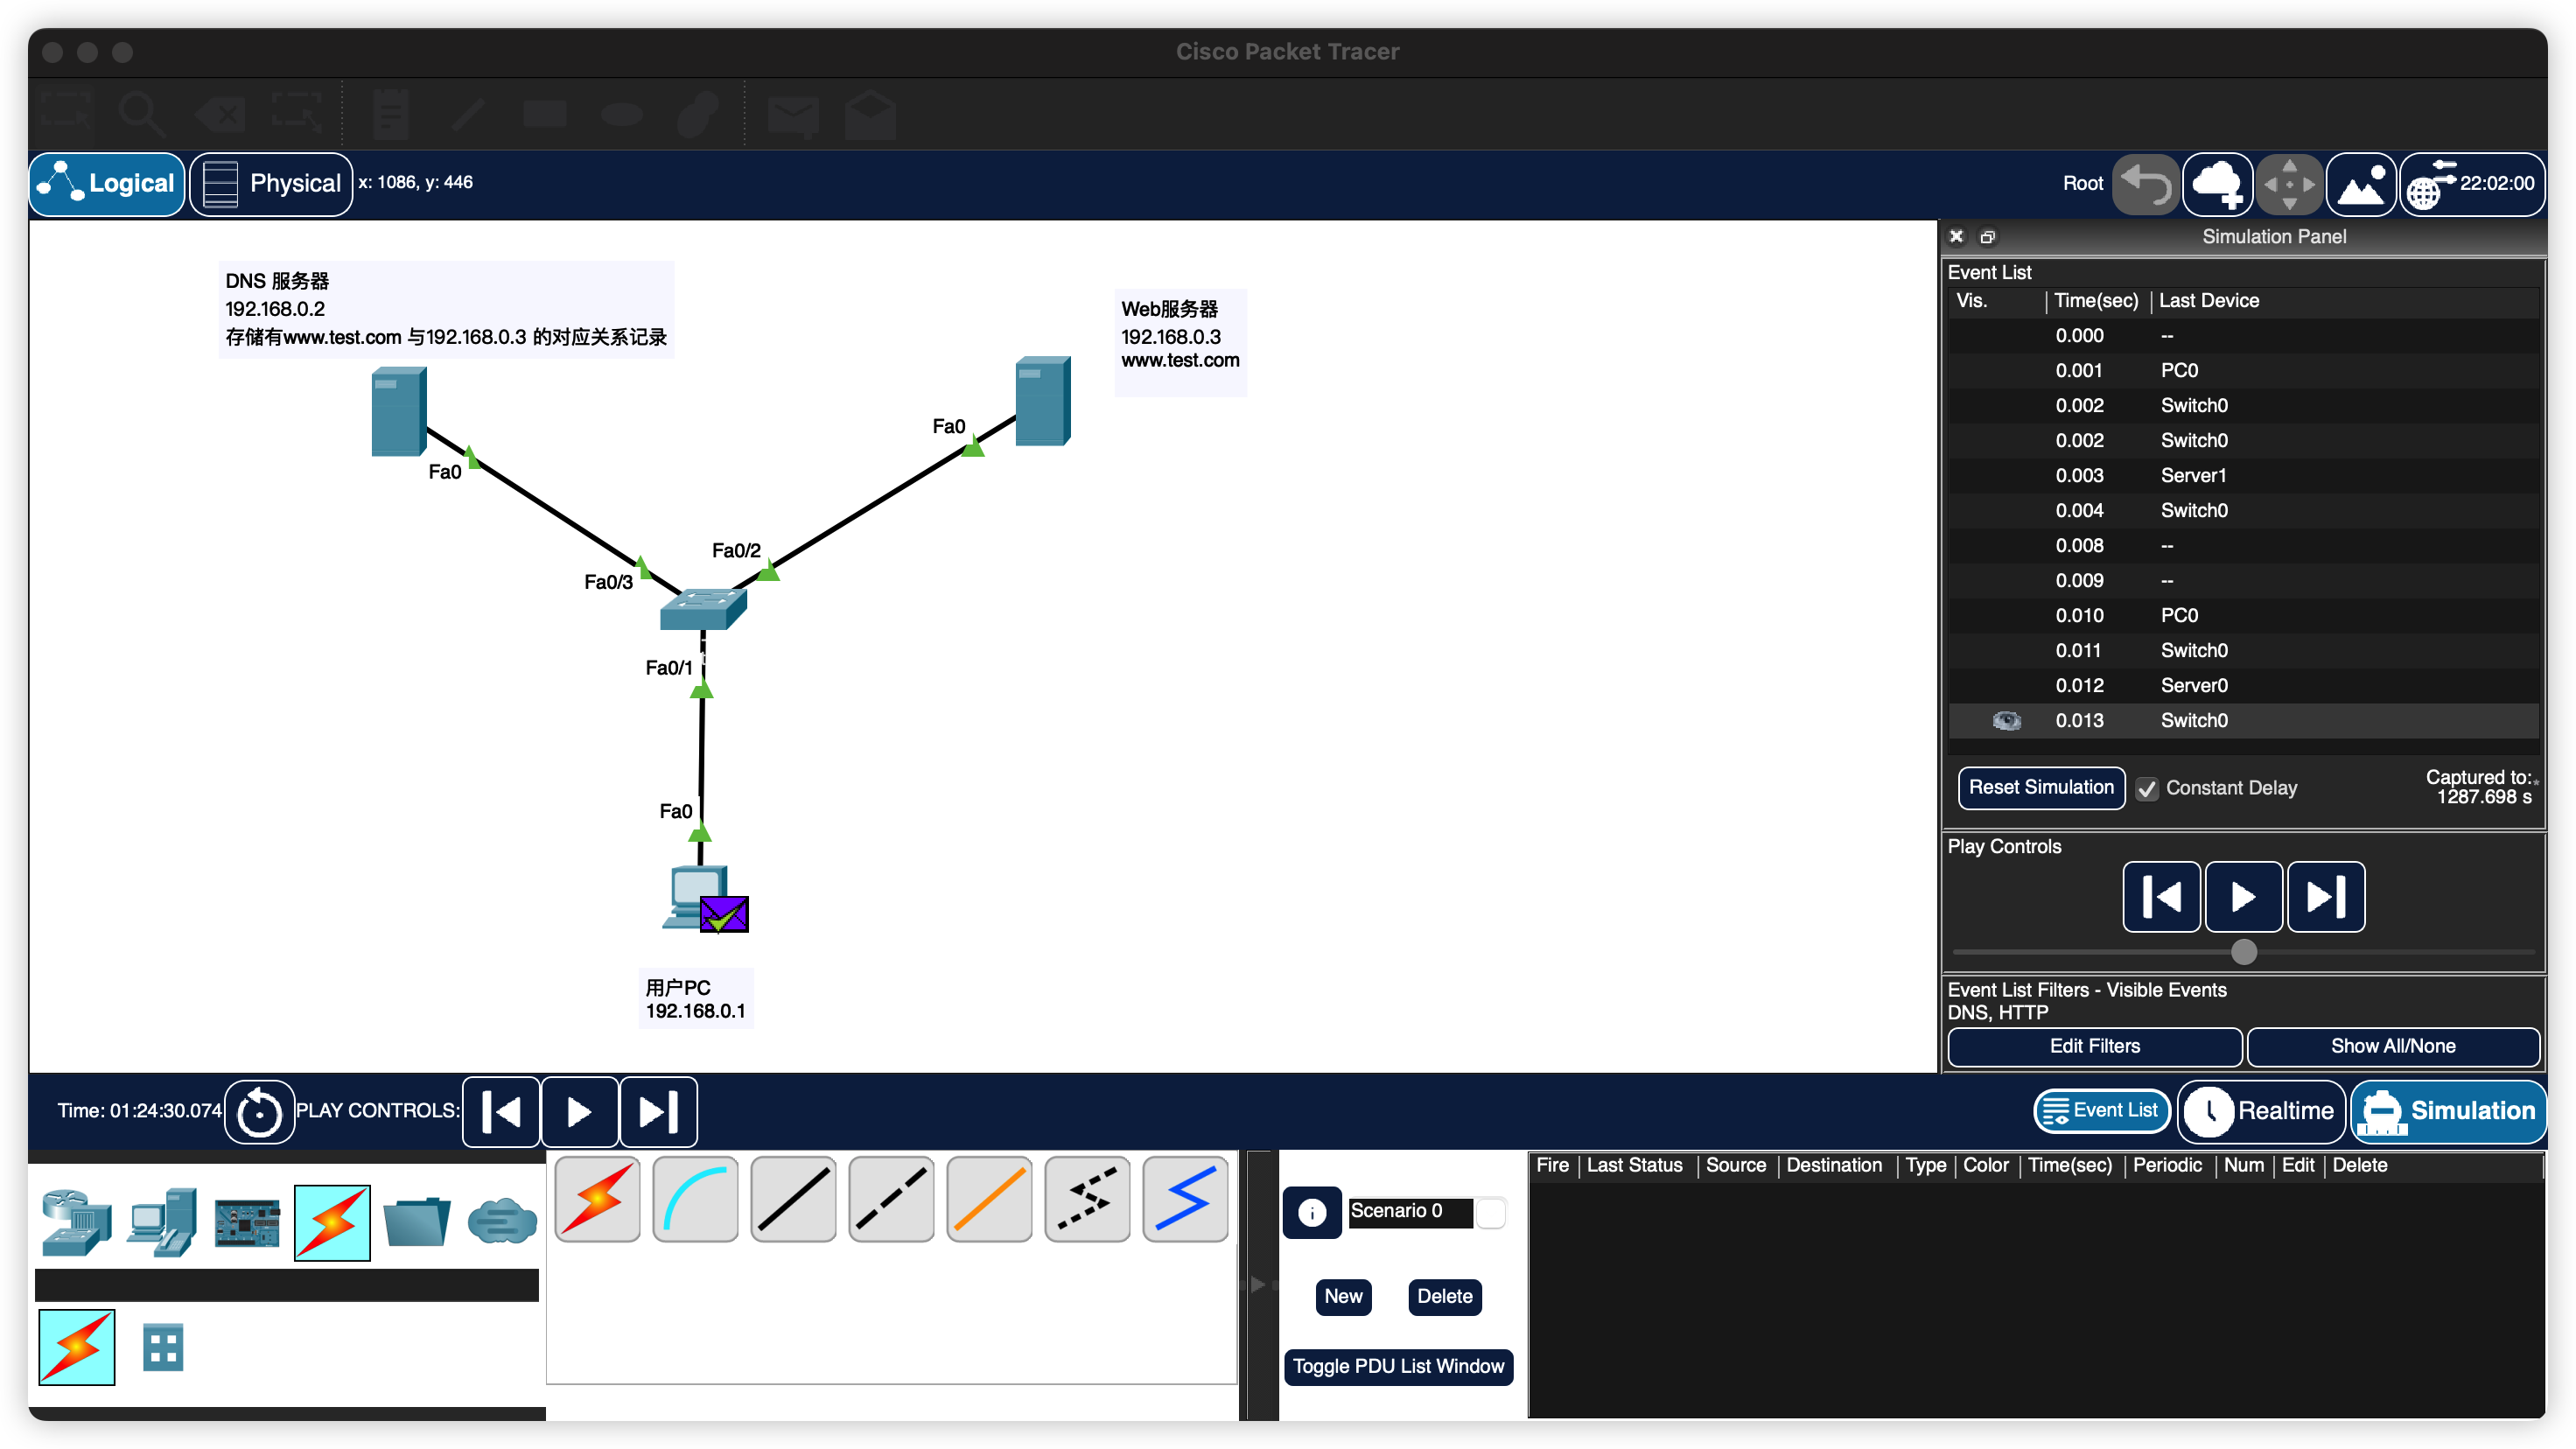 Cisco Packet Tracer
Logical
Physical
x: 1086, y: 446
Root
22:02:00
DNS 服务器
192.168.0.2
存储有www.test.com 与192.168.0.3 的对应关系记录
Web服务器
192.168.0.3
www.test.com
Fa0
Fa0
Fa0/2
Fa0/3
Fa0/1
Fa0
用户PC
192.168.0.1
Simulation Panel
Event List
Vis. Time(sec) Last Device
0.000 --
0.001 PC0
0.002 Switch0
0.002 Switch0
0.003 Server1
0.004 Switch0
0.008 --
0.009 --
0.010 PC0
0.011 Switch0
0.012 Server0
0.013 Switch0
Reset Simulation
Constant Delay
Captured to:*
1287.698 s
Play Controls
Event List Filters - Visible Events
DNS, HTTP
Edit Filters
Show All/None
Time: 01:24:30.074
PLAY CONTROLS:
Event List
Realtime
Simulation
Scenario 0
New
Delete
Toggle PDU List Window
Fire Last Status Source Destination Type Color Time(sec) Periodic Num Edit Delete